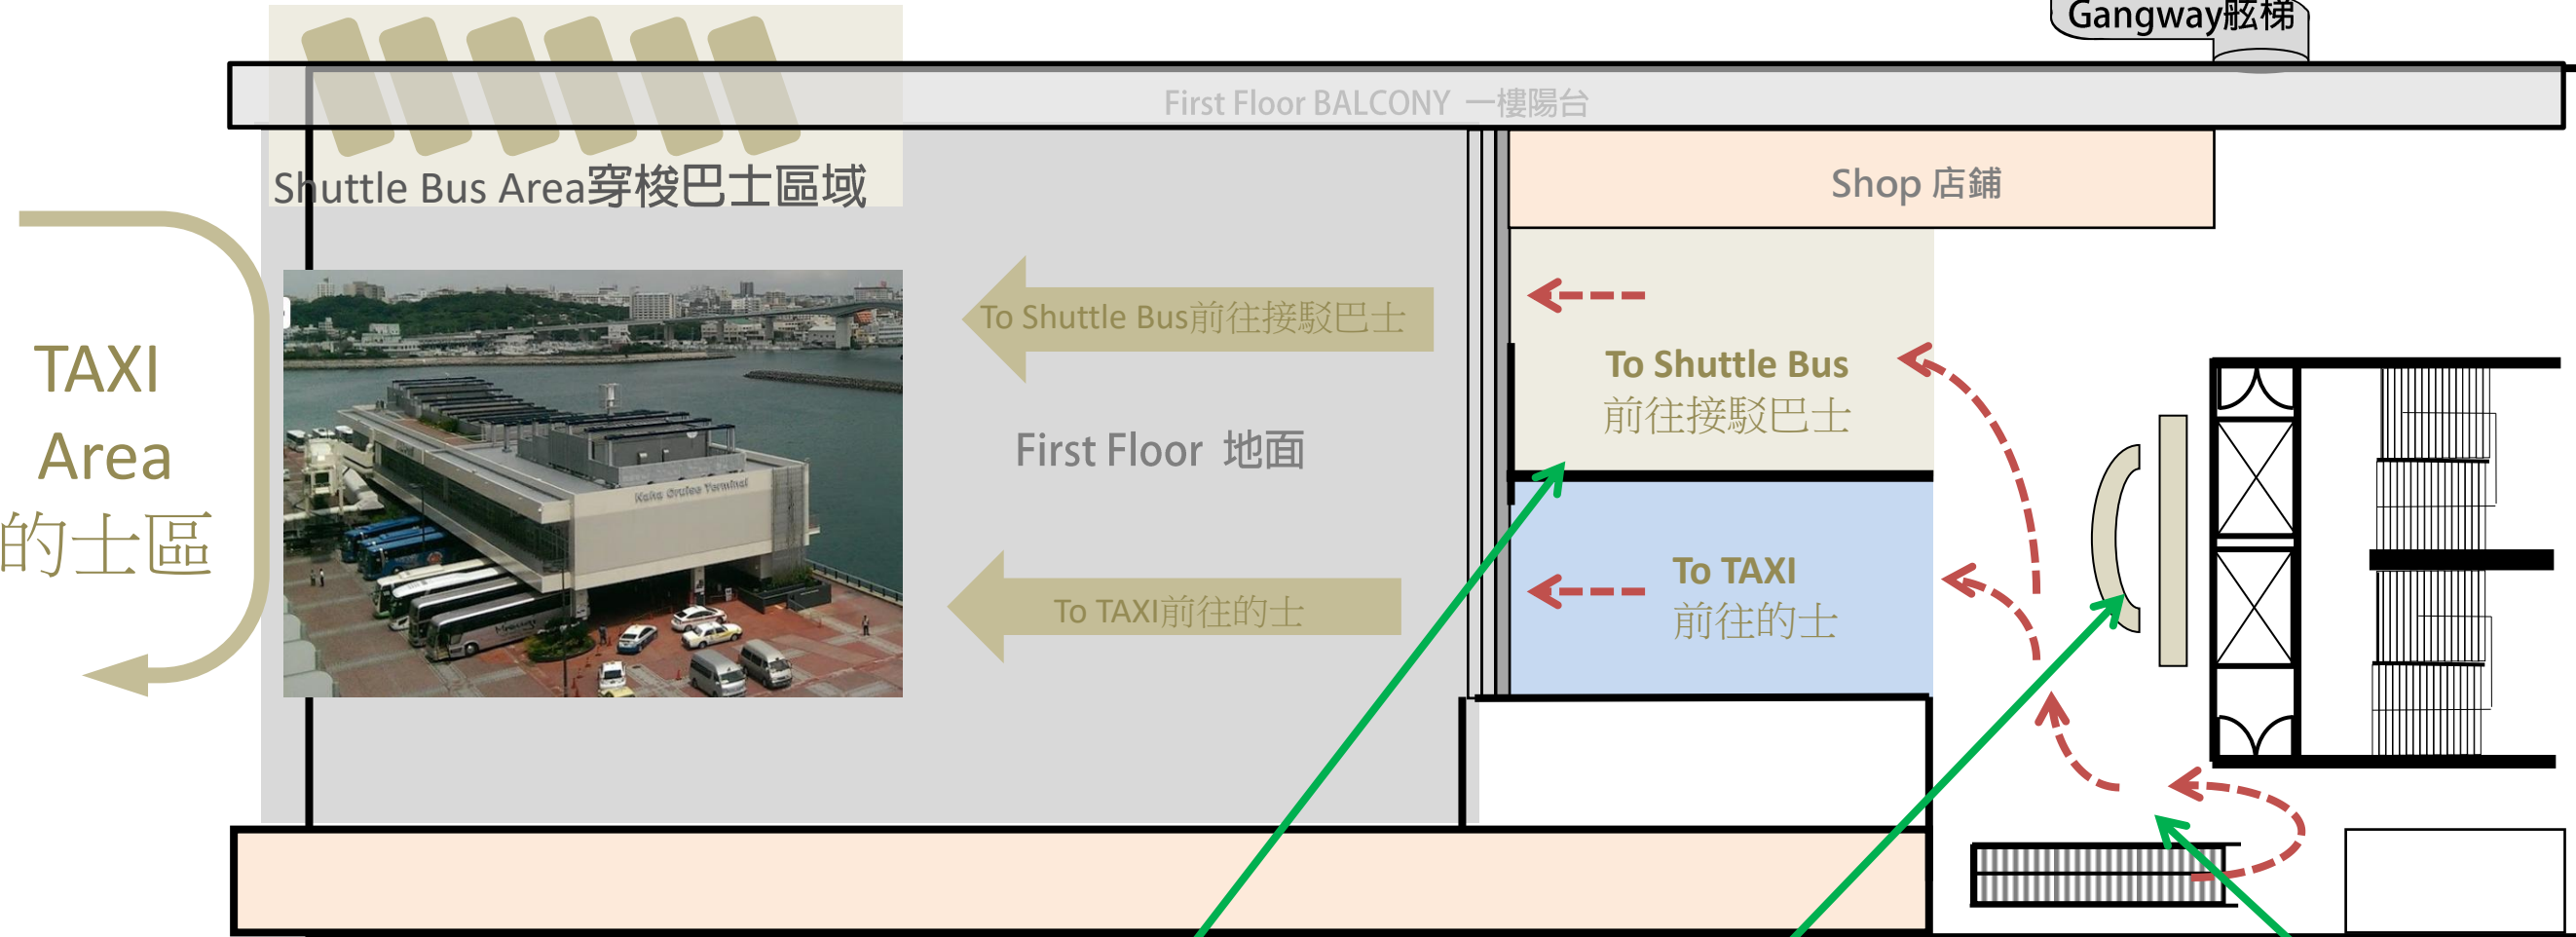 Gangway舷梯
First Floor BALCONY 一樓陽台
Shuttle Bus Area穿梭巴士區域
Shop 店鋪
TAXI
Area
的士區
To Shuttle Bus前往接駁巴士
First Floor 地面
To TAXI前往的士
To Shuttle Bus
前往接駁巴士
To TAXI
前往的士
Naha Cruise Terminal